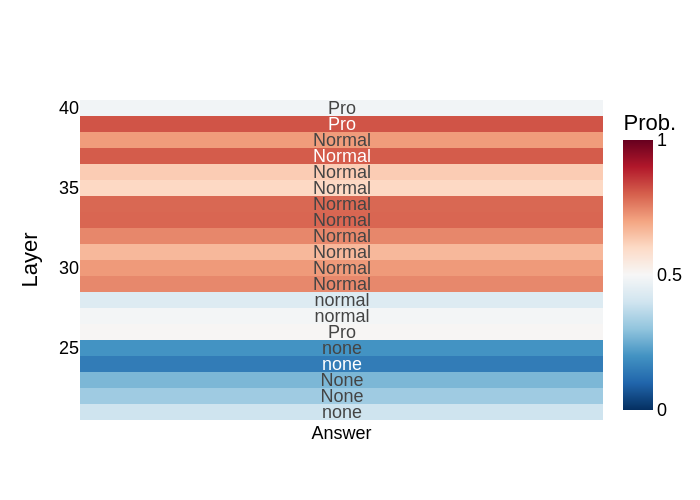 40
Pro
Pro
Normal
Normal
Normal
35
Normal
Normal
Normal
Normal
Normal
30
Normal
Normal
normal
normal
Pro
25
none
none
None
None
none
Answer
Layer
Prob.
1
0.5
0